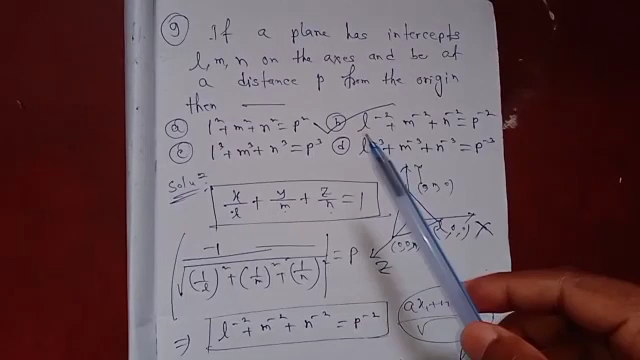 9 If a plane has intercepts
l, m, n on the axes and be at
a distance p from the origin
then
a l² + m² + n² = p² b l⁻² + m⁻² + n⁻² = p⁻²
c l³ + m³ + n³ = p³ d l⁻³ + m⁻³ + n⁻³ = p⁻³
Solu²:
x/l + y/m + z/n = 1
Y
X
Z
|-1 / √((1/l)² + (1/m)² + (1/n)²)| = p
⇒ l⁻² + m⁻² + n⁻² = p⁻²